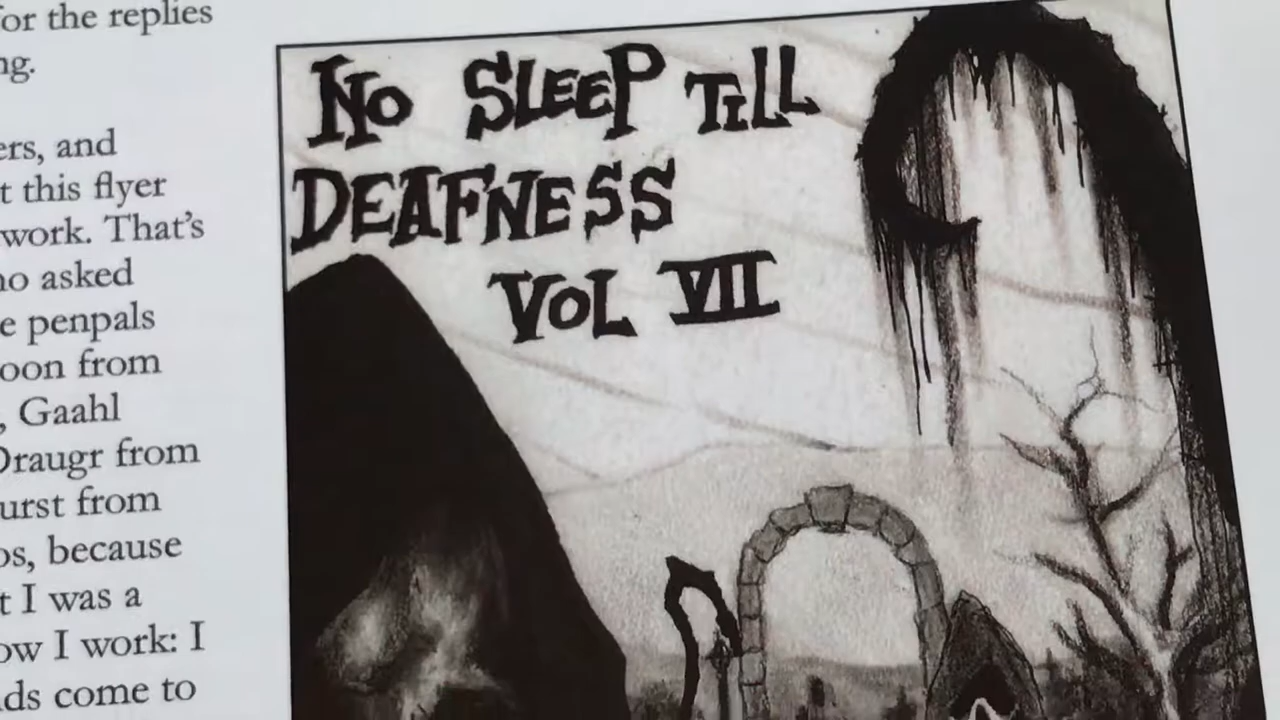 for the replies
ng.
ers, and
t this flyer
work. That's
no asked
e penpals
oon from
, Gaahl
Draugr from
urst from
os, because
t I was a
ow I work: I
ds come to
No Sleep Till
Deafness
Vol VII